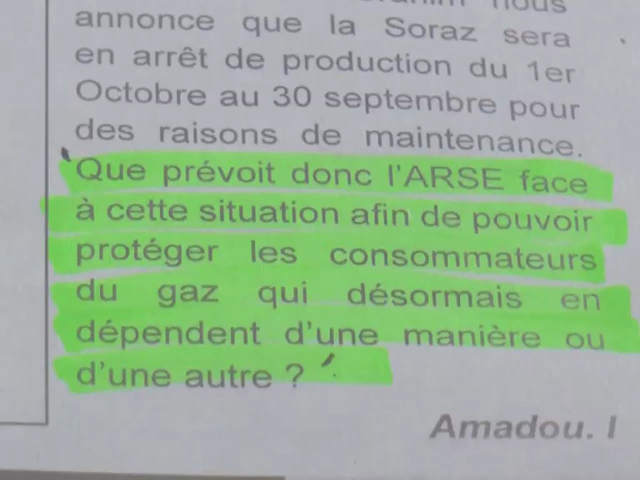 nous
annonce que la Soraz sera
en arrêt de production du 1er
Octobre au 30 septembre pour
des raisons de maintenance.
Que prévoit donc l'ARSE face
à cette situation afin de pouvoir
protéger les consommateurs
du gaz qui désormais en
dépendent d'une manière ou
d'une autre ?
Amadou. I